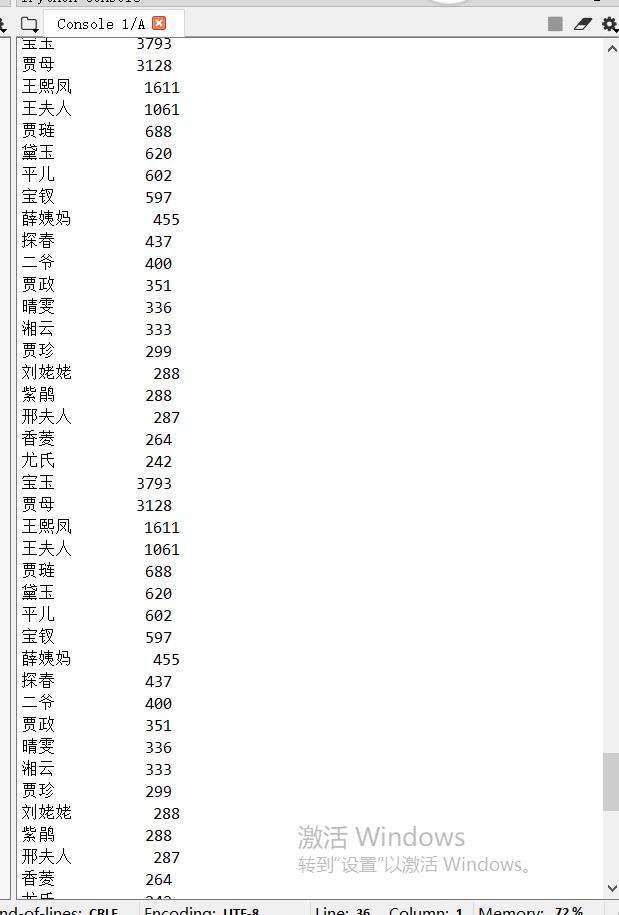 Console 1/A
宝玉 3793
贾母 3128
王熙凤 1611
王夫人 1061
贾琏 688
黛玉 620
平儿 602
宝钗 597
薛姨妈 455
探春 437
二爷 400
贾政 351
晴雯 336
湘云 333
贾珍 299
刘姥姥 288
紫鹃 288
邢夫人 287
香菱 264
尤氏 242
宝玉 3793
贾母 3128
王熙凤 1611
王夫人 1061
贾琏 688
黛玉 620
平儿 602
宝钗 597
薛姨妈 455
探春 437
二爷 400
贾政 351
晴雯 336
湘云 333
贾珍 299
刘姥姥 288
紫鹃 288
邢夫人 287
香菱 264
尤氏 242
激活 Windows
转到“设置”以激活 Windows。
nd-of-lines: CRLF Encoding: UTF-8 Line: 36 Column: 1 Memory: 72 %